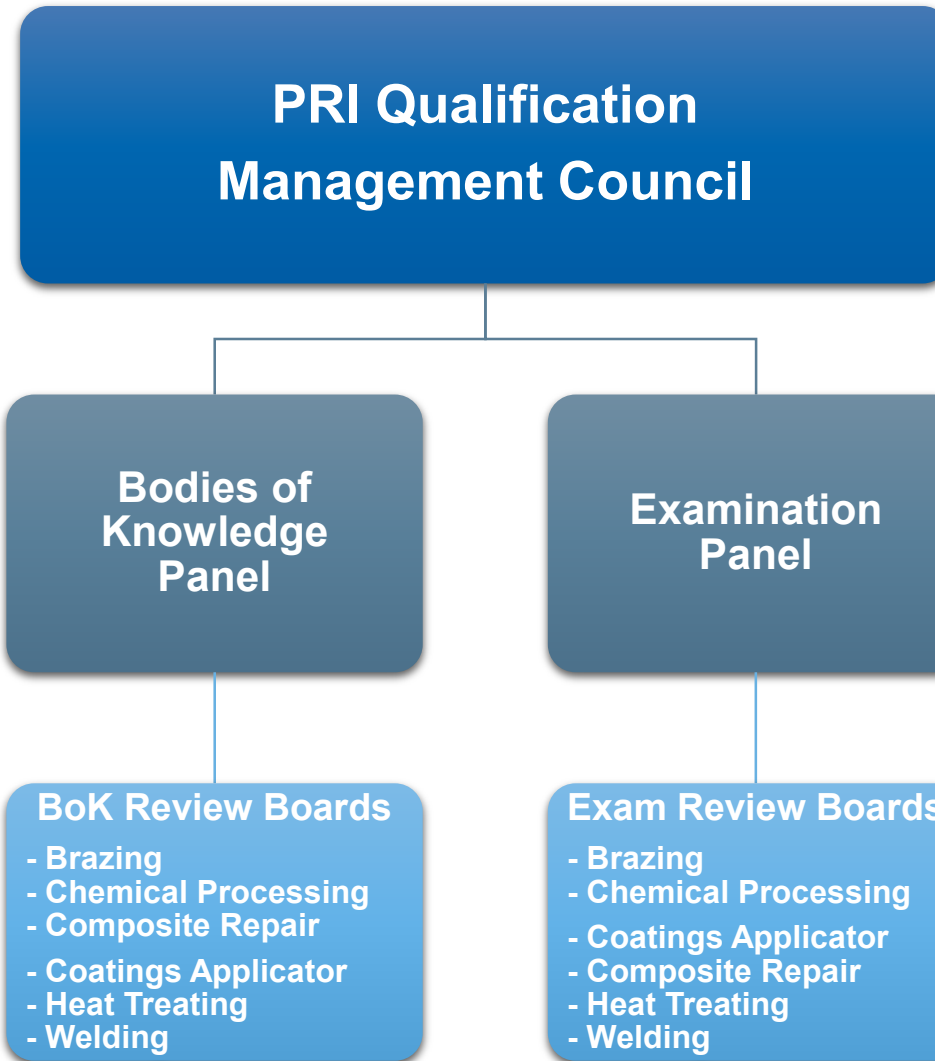 PRI Qualification
Management Council
Bodies of
Knowledge
Panel
Examination
Panel
BoK Review Boards
- Brazing
- Chemical Processing
- Composite Repair
- Coatings Applicator
- Heat Treating
- Welding
Exam Review Boards
- Brazing
- Chemical Processing
- Coatings Applicator
- Composite Repair
- Heat Treating
- Welding